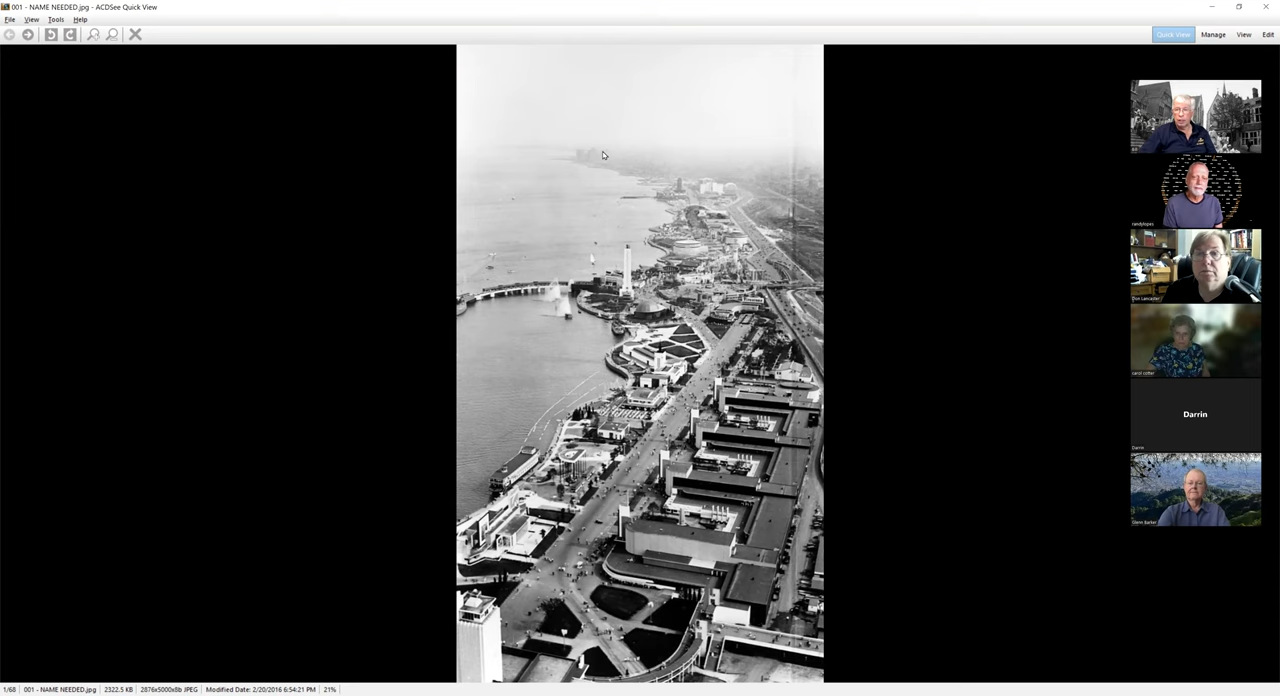 001 - NAME NEEDED.jpg - ACDSee Quick View
File View Tools Help
Quick View Manage View Edit
randylopes
Don Lancaster
carol cotter
Darrin
Darrin
Glenn Barker
1/68 001 - NAME NEEDED.jpg 2322.5 KB 2876x5000x8b JPEG Modified Date: 2/20/2016 6:54:21 PM 21%